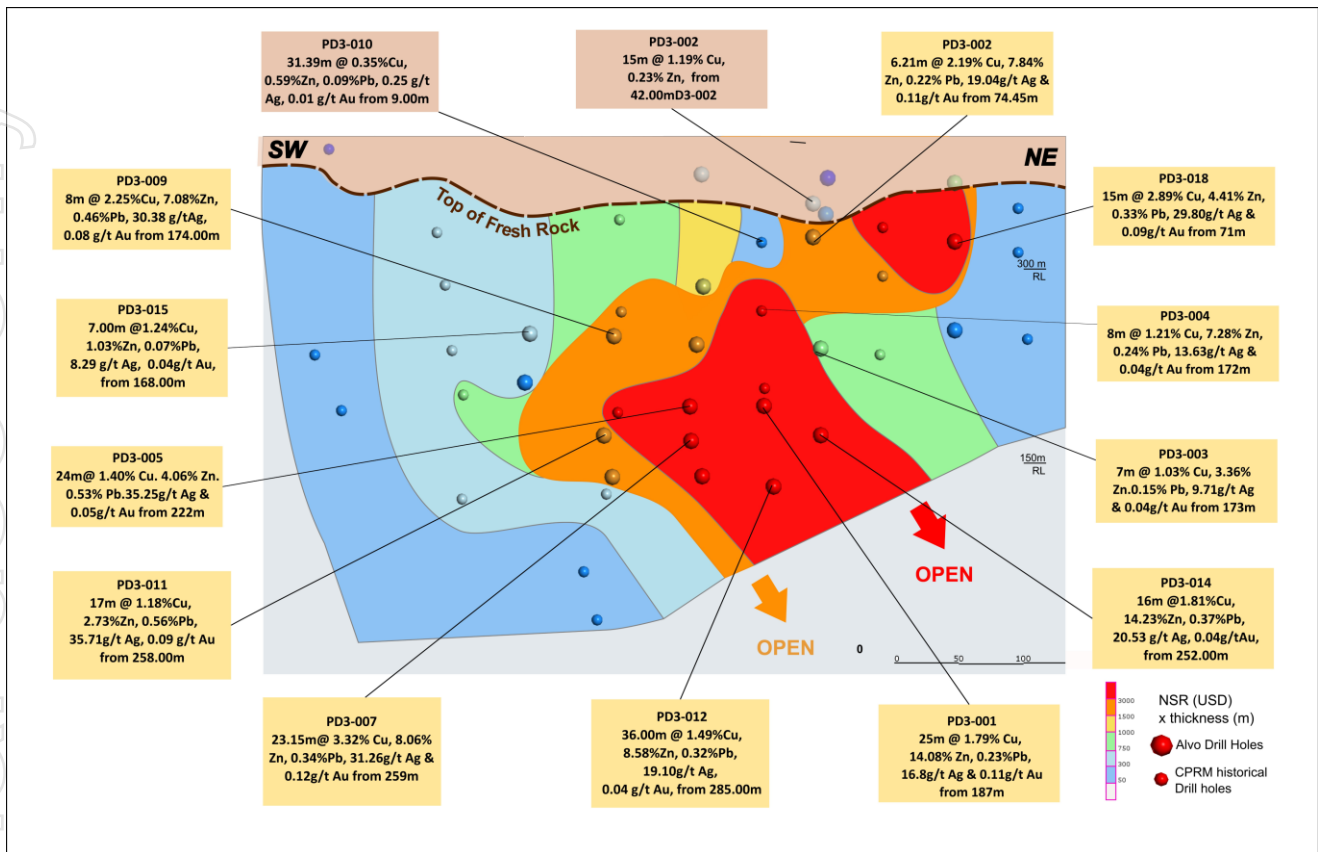 PD3-010
31.39m @ 0.35%Cu,
0.59%Zn, 0.09%Pb, 0.25 g/t
Ag, 0.01 g/t Au from 9.00m
PD3-002
15m @ 1.19% Cu,
0.23% Zn,  from
42.00mD3-002
PD3-002
6.21m @ 2.19% Cu, 7.84%
Zn, 0.22% Pb, 19.04g/t Ag &
0.11g/t Au from 74.45m
SW
NE
Top of Fresh Rock
PD3-009
8m @ 2.25%Cu, 7.08%Zn,
0.46%Pb, 30.38 g/tAg,
0.08 g/t Au from 174.00m
PD3-018
15m @ 2.89% Cu, 4.41% Zn,
0.33% Pb, 29.80g/t Ag &
0.09g/t Au from 71m
300 m
RL
PD3-015
7.00m @1.24%Cu,
1.03%Zn, 0.07%Pb,
8.29 g/t Ag,  0.04g/t Au,
from 168.00m
PD3-004
8m @ 1.21% Cu, 7.28% Zn,
0.24% Pb, 13.63g/t Ag &
0.04g/t Au from 172m
PD3-005
24m@ 1.40% Cu. 4.06% Zn.
0.53% Pb.35.25g/t Ag &
0.05g/t Au from 222m
150m
RL
PD3-003
7m @ 1.03% Cu, 3.36%
Zn.0.15% Pb, 9.71g/t Ag
& 0.04g/t Au from 173m
PD3-011
17m @ 1.18%Cu,
2.73%Zn, 0.56%Pb,
35.71g/t Ag, 0.09 g/t Au
from 258.00m
OPEN
OPEN
PD3-014
16m @1.81%Cu,
14.23%Zn, 0.37%Pb,
20.53 g/t Ag, 0.04g/tAu,
from 252.00m
0
0 50 100
PD3-007
23.15m@ 3.32% Cu, 8.06%
Zn, 0.34%Pb, 31.26g/t Ag &
0.12g/t Au from 259m
PD3-012
36.00m @ 1.49%Cu,
8.58%Zn, 0.32%Pb,
19.10g/t Ag,
0.04 g/t Au, from 285.00m
PD3-001
25m @ 1.79% Cu,
14.08% Zn, 0.23%Pb,
16.8g/t Ag & 0.11g/t Au
from 187m
3000
1500
1000
750
300
50
NSR (USD)
x thickness (m)
Alvo Drill Holes
CPRM historical
Drill holes